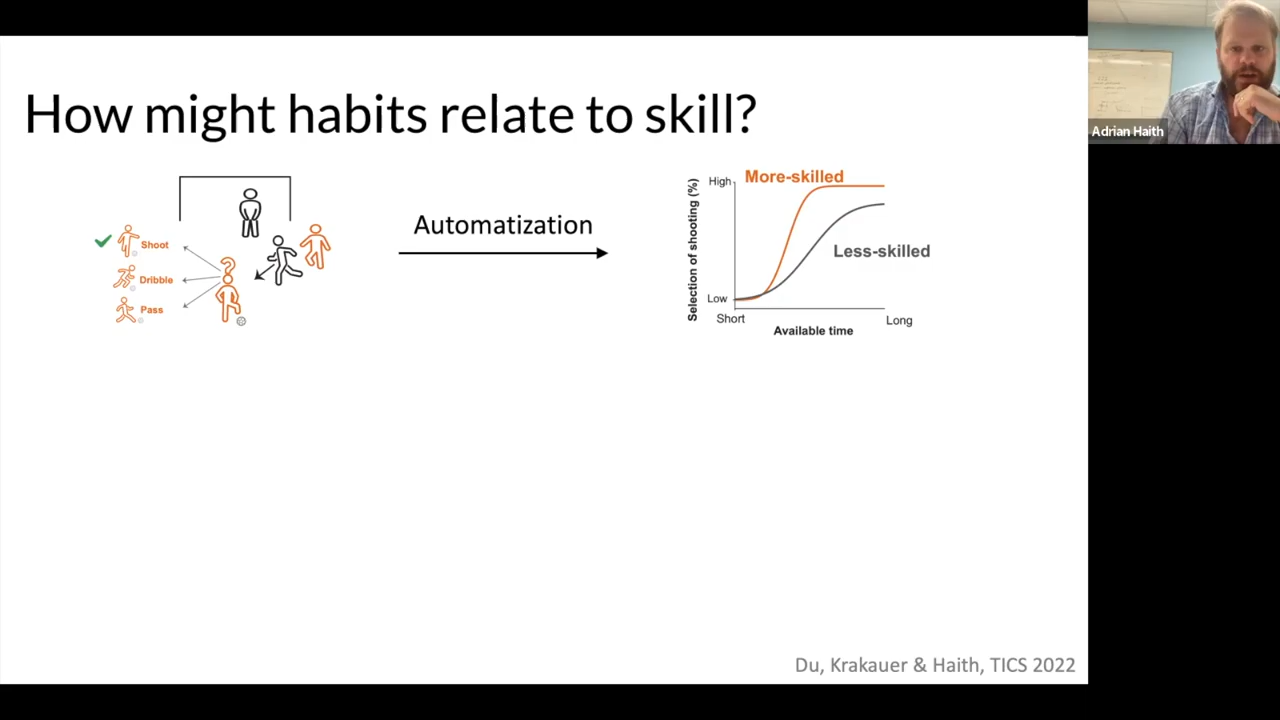 How might habits relate to skill?
Shoot
Dribble
Pass
?
Automatization
Selection of shooting (%)
High
Low
More-skilled
Less-skilled
Short
Long
Available time
Du, Krakauer & Haith, TICS 2022
Adrian Haith